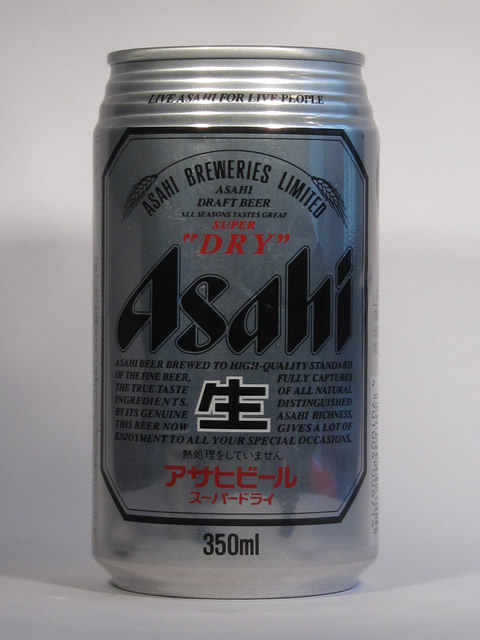 LIVE ASAHI FOR LIVE PEOPLE
ASAHI BREWERIES LIMITED
ASAHI
DRAFT BEER
ALL SEASONS TASTES GREAT
SUPER
"DRY"
Asahi
ASAHI BEER BREWED TO HIGH-QUALITY STANDARD
OF THE FINE BEER, FULLY CAPTURES
THE TRUE TASTE OF ALL NATURAL
INGREDIENTS. DISTINGUISHED
BY ITS GENUINE ASAHI RICHNESS,
THIS BEER NOW GIVES A LOT OF
ENJOYMENT TO ALL YOUR SPECIAL OCCASIONS.
生
熱処理をしていません
アサヒビール
スーパードライ
350ml